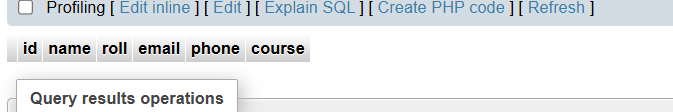 Profiling [ Edit inline ] [ Edit ] [ Explain SQL ] [ Create PHP code ] [ Refresh ]
id name roll email phone course
Query results operations